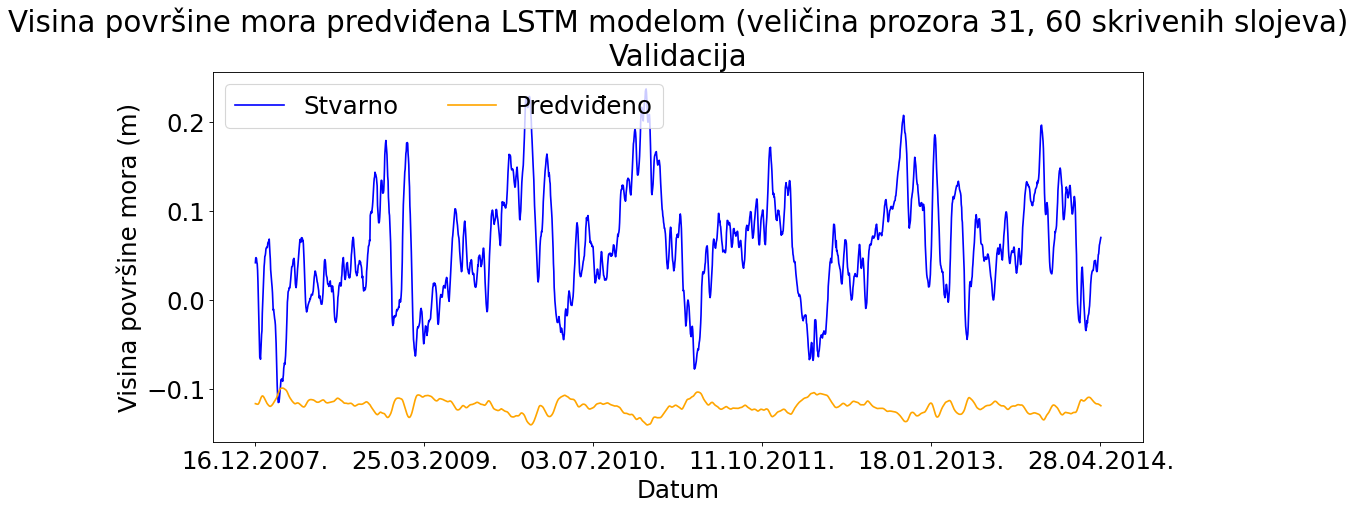 Visina površine mora predviđena LSTM modelom (veličina prozora 31, 60 skrivenih slojeva)
Validacija
Stvarno Predviđeno
Visina površine mora (m)
0.2
0.1
0.0
−0.1
16.12.2007. 25.03.2009. 03.07.2010. 11.10.2011. 18.01.2013. 28.04.2014.
Datum